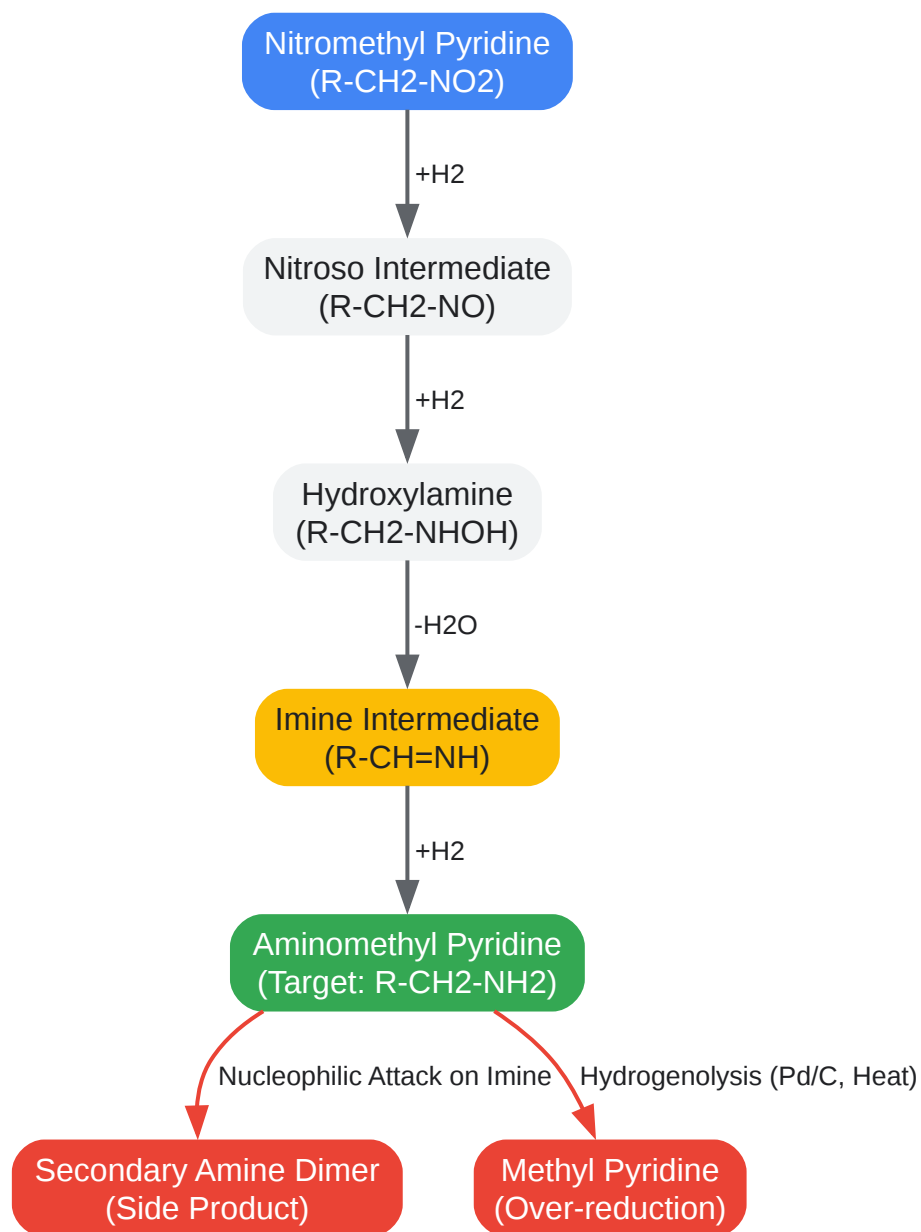 Nitromethyl Pyridine
(R-CH2-NO2)
+H2
Nitroso Intermediate
(R-CH2-NO)
+H2
Hydroxylamine
(R-CH2-NHOH)
-H2O
Imine Intermediate
(R-CH=NH)
+H2
Aminomethyl Pyridine
(Target: R-CH2-NH2)
Nucleophilic Attack on Imine
Hydrogenolysis (Pd/C, Heat)
Secondary Amine Dimer
(Side Product)
Methyl Pyridine
(Over-reduction)